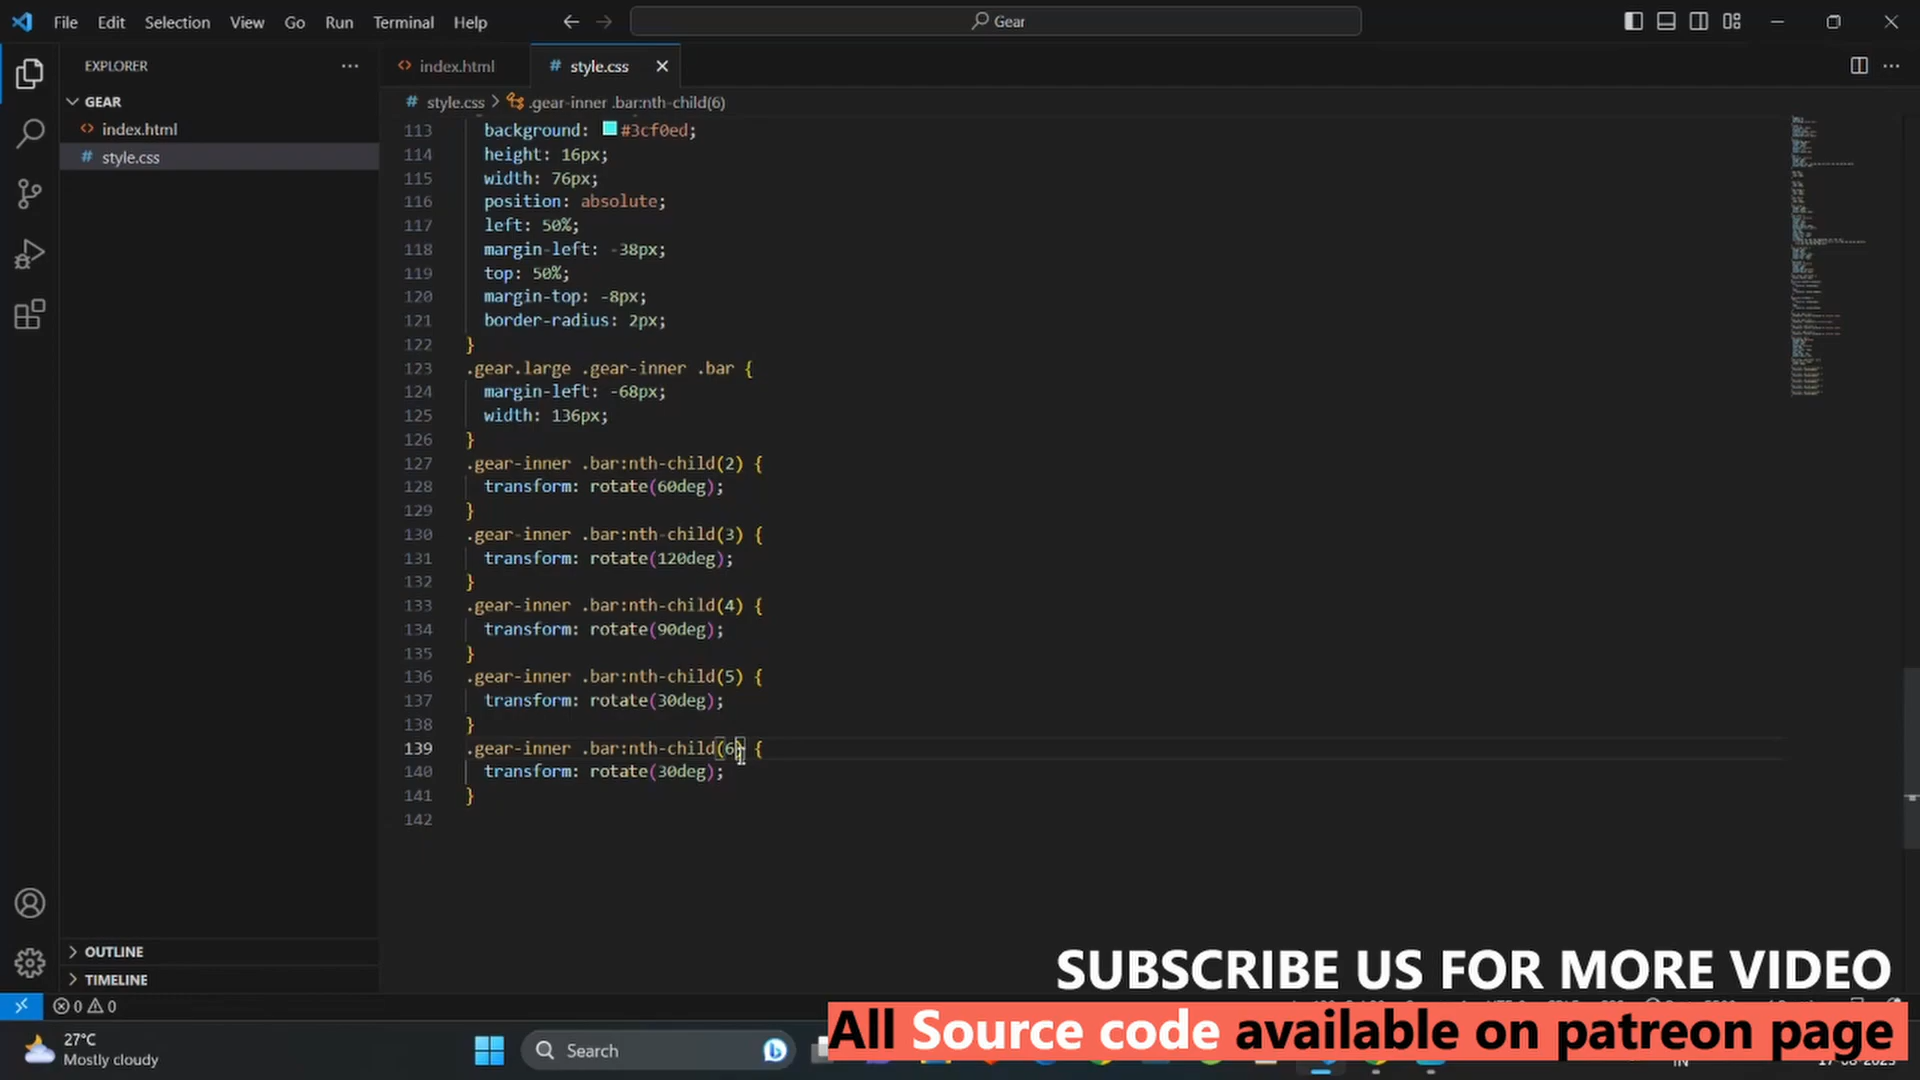 File Edit Selection View Go Run Terminal Help
Gear
EXPLORER
GEAR
index.html
style.css
index.html
style.css
style.css > .gear-inner .bar:nth-child(6)
113 background: #3cf0ed;
114 height: 16px;
115 width: 76px;
116 position: absolute;
117 left: 50%;
118 margin-left: -38px;
119 top: 50%;
120 margin-top: -8px;
121 border-radius: 2px;
122 }
123 .gear.large .gear-inner .bar {
124 margin-left: -68px;
125 width: 136px;
126 }
127 .gear-inner .bar:nth-child(2) {
128 transform: rotate(60deg);
129 }
130 .gear-inner .bar:nth-child(3) {
131 transform: rotate(120deg);
132 }
133 .gear-inner .bar:nth-child(4) {
134 transform: rotate(90deg);
135 }
136 .gear-inner .bar:nth-child(5) {
137 transform: rotate(30deg);
138 }
139 .gear-inner .bar:nth-child(6) {
140 transform: rotate(30deg);
141 }
142
OUTLINE
TIMELINE
0 0
SUBSCRIBE US FOR MORE VIDEO
All Source code available on patreon page
27°C
Mostly cloudy
Search